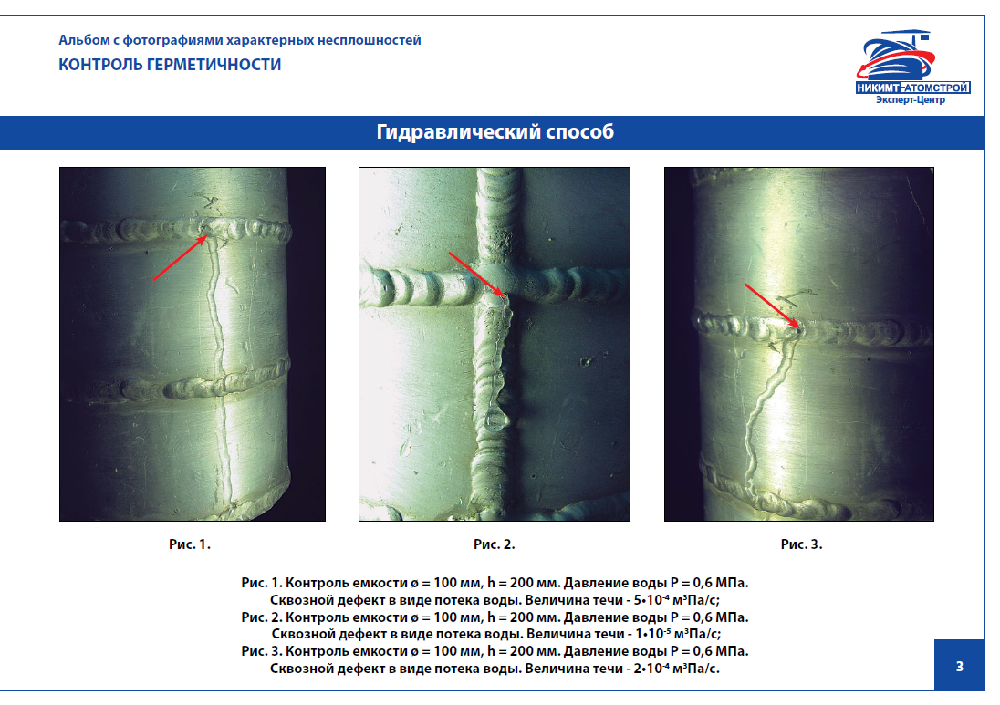 Альбом с фотографиями характерных несплошностей
КОНТРОЛЬ ГЕРМЕТИЧНОСТИ
НИКИМТ-АТОМСТРОЙ
Эксперт-Центр
Гидравлический способ
Рис. 1.
Рис. 2.
Рис. 3.
Рис. 1. Контроль емкости ø = 100 мм, h = 200 мм. Давление воды P = 0,6 МПа.
Сквозной дефект в виде потека воды. Величина течи - 5•10⁻⁴ м³Па/с;
Рис. 2. Контроль емкости ø = 100 мм, h = 200 мм. Давление воды P = 0,6 МПа.
Сквозной дефект в виде потека воды. Величина течи - 1•10⁻⁵ м³Па/с;
Рис. 3. Контроль емкости ø = 100 мм, h = 200 мм. Давление воды P = 0,6 МПа.
Сквозной дефект в виде потека воды. Величина течи - 2•10⁻⁴ м³Па/с.
3